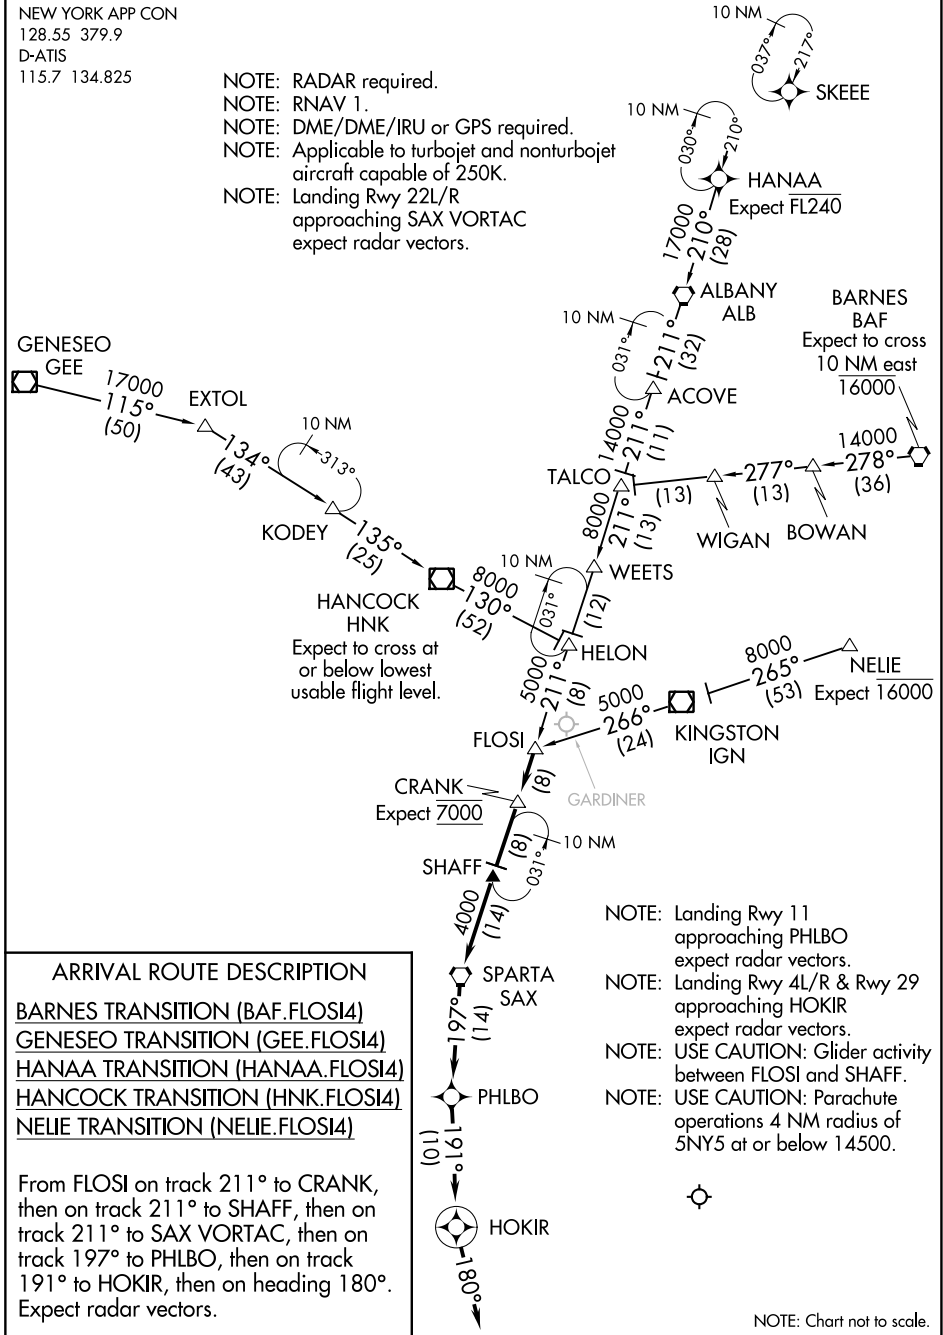 NEW YORK APP CON
128.55 379.9
D-ATIS
115.7 134.825
NOTE: RADAR required.
NOTE: RNAV 1.
NOTE: DME/DME/IRU or GPS required.
NOTE: Applicable to turbojet and nonturbojet
aircraft capable of 250K.
NOTE: Landing Rwy 22L/R
approaching SAX VORTAC
expect radar vectors.
10 NM
037°
217°
SKEEE
10 NM
030°
210°
HANAA
Expect FL240
17000
210°
(28)
ALBANY
ALB
10 NM
031°
211°
(32)
ACOVE
BARNES
BAF
Expect to cross
10 NM east
16000
GENESEO
GEE
17000
115°
(50)
EXTOL
134°
(43)
10 NM
313°
KODEY
135°
(25)
14000
211°
(11)
TALCO
14000
278°
(36)
277°
(13)
(13)
WIGAN
BOWAN
8000
211°
(13)
WEETS
10 NM
031°
(12)
HANCOCK
HNK
Expect to cross at
or below lowest
usable flight level.
8000
130°
(52)
HELON
8000
265°
(53)
NELIE
Expect 16000
5000
211°
(8)
5000
266°
(24)
KINGSTON
IGN
FLOSI
GARDINER
(8)
CRANK
Expect 7000
10 NM
(8)
031°
SHAFF
4000
(14)
SPARTA
SAX
197°
(14)
PHLBO
191°
(10)
HOKIR
180°
NOTE: Landing Rwy 11
approaching PHLBO
expect radar vectors.
NOTE: Landing Rwy 4L/R & Rwy 29
approaching HOKIR
expect radar vectors.
NOTE: USE CAUTION: Glider activity
between FLOSI and SHAFF.
NOTE: USE CAUTION: Parachute
operations 4 NM radius of
5NY5 at or below 14500.
ARRIVAL ROUTE DESCRIPTION
BARNES TRANSITION (BAF.FLOSI4)
GENESEO TRANSITION (GEE.FLOSI4)
HANAA TRANSITION (HANAA.FLOSI4)
HANCOCK TRANSITION (HNK.FLOSI4)
NELIE TRANSITION (NELIE.FLOSI4)
From FLOSI on track 211° to CRANK,
then on track 211° to SHAFF, then on
track 211° to SAX VORTAC, then on
track 197° to PHLBO, then on track
191° to HOKIR, then on heading 180°.
Expect radar vectors.
NOTE: Chart not to scale.